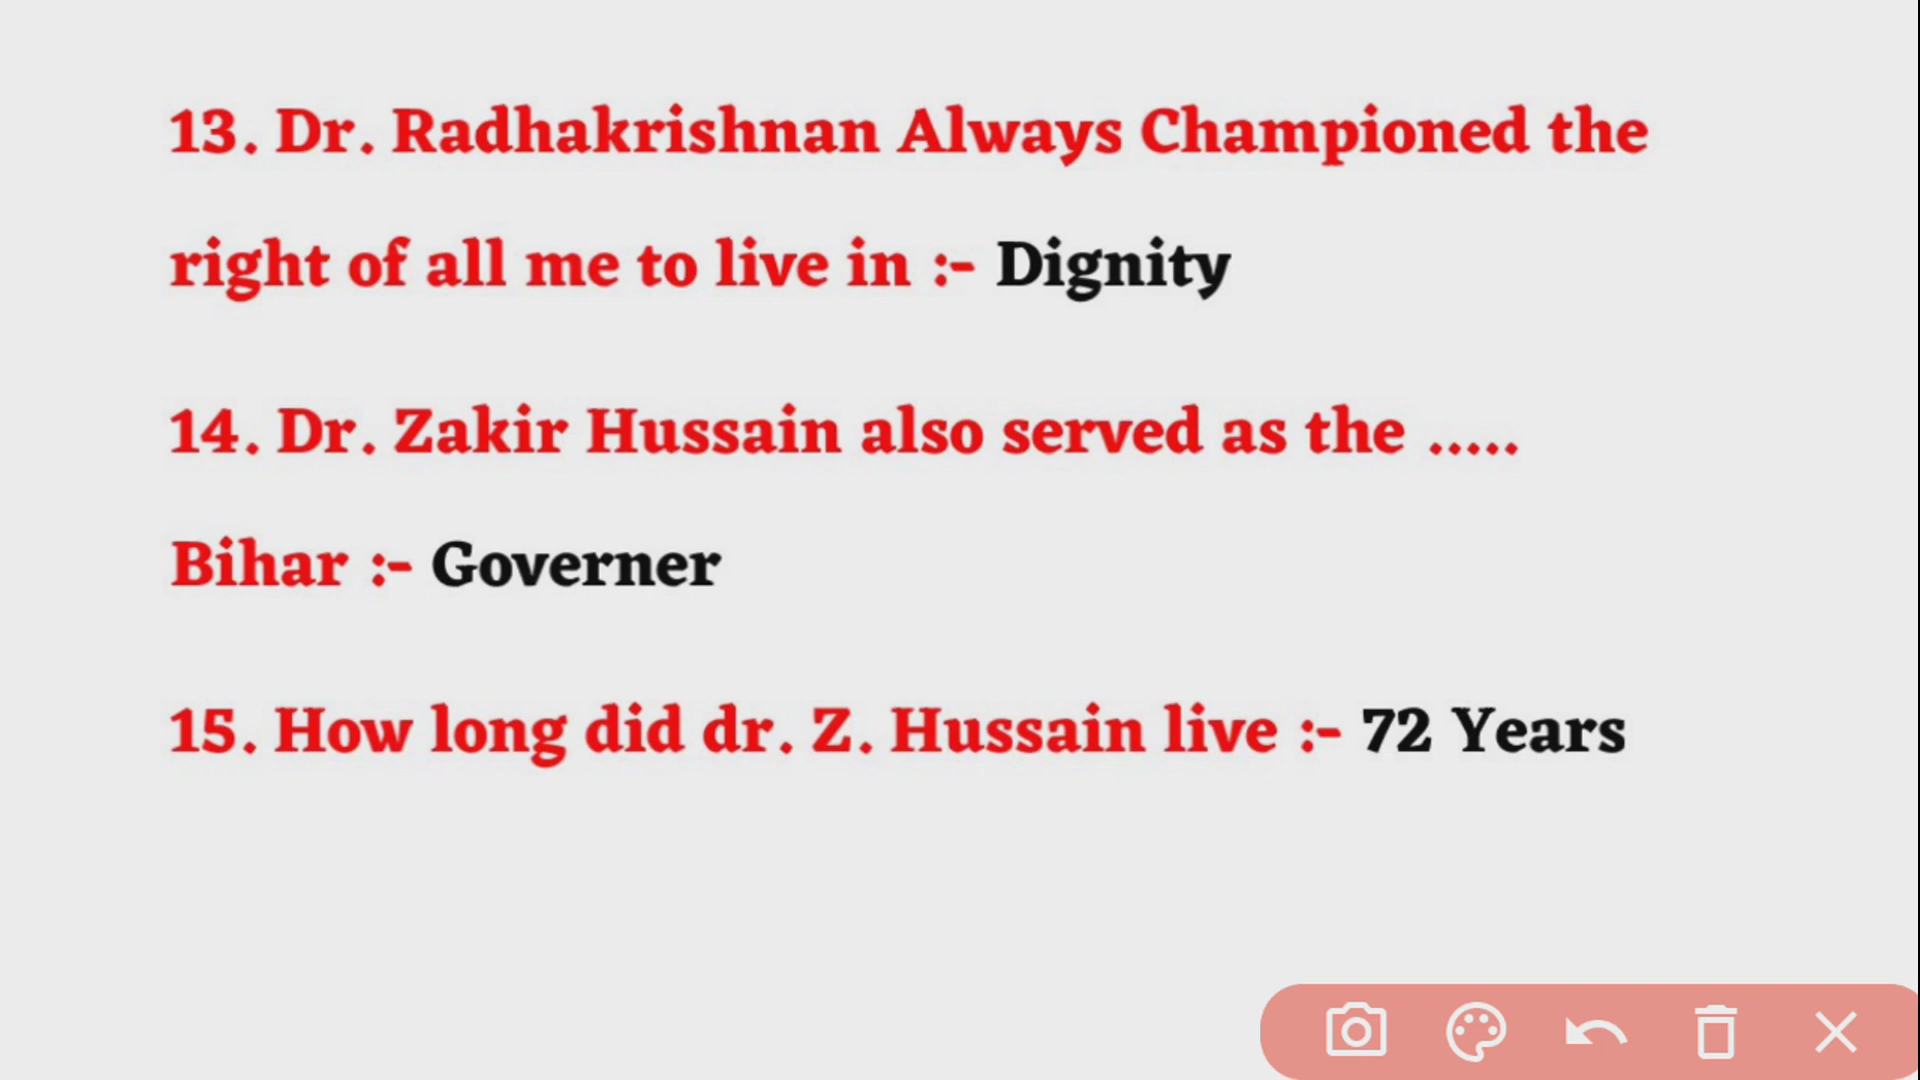 13. Dr. Radhakrishnan Always Championed the
right of all me to live in :- Dignity
14. Dr. Zakir Hussain also served as the .....
Bihar :- Governer
15. How long did dr. Z. Hussain live :- 72 Years